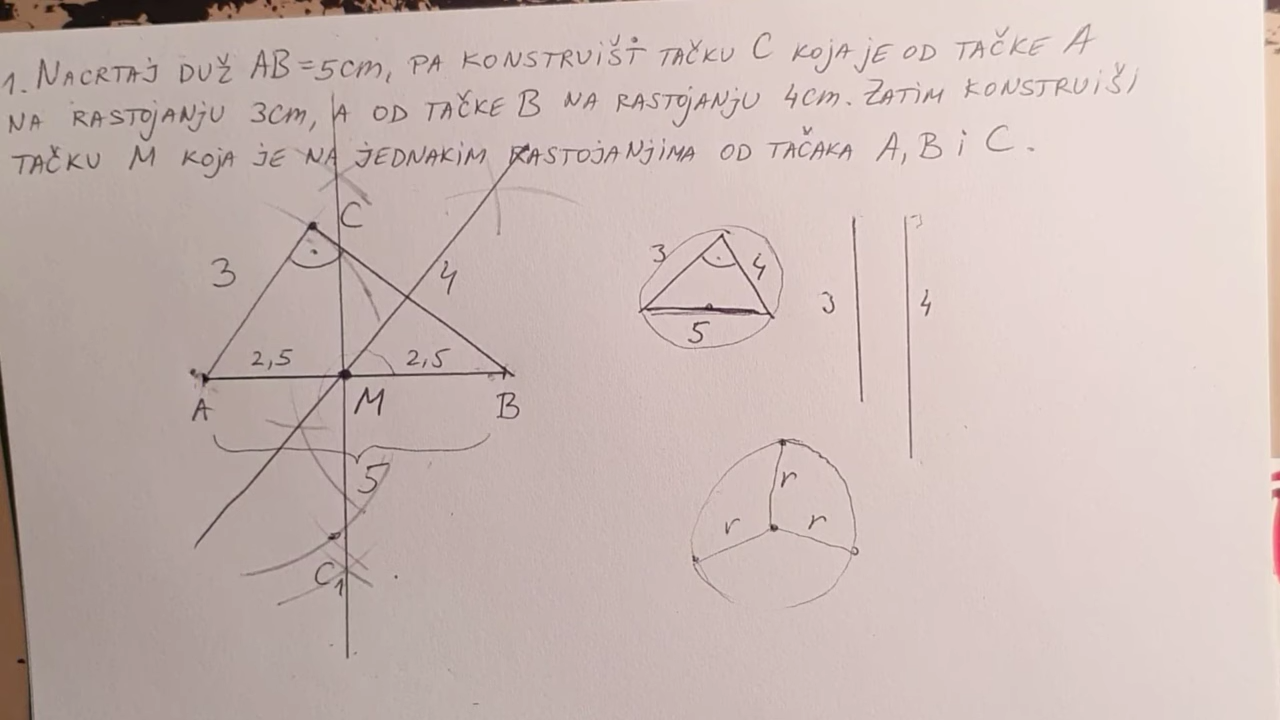 1. NACRTAJ DUŽ AB=5cm, PA KONSTRUIŠI TAČKU C KOJA JE OD TAČKE A
NA RASTOJANJU 3cm, A OD TAČKE B NA RASTOJANJU 4cm. ZATIM KONSTRUIŠI
TAČKU M KOJA JE NA JEDNAKIM RASTOJANJIMA OD TAČAKA A, B i C.
C
3
4
2,5
2,5
A
M
B
5
C1
3
4
5
3
3
4
r
r
r